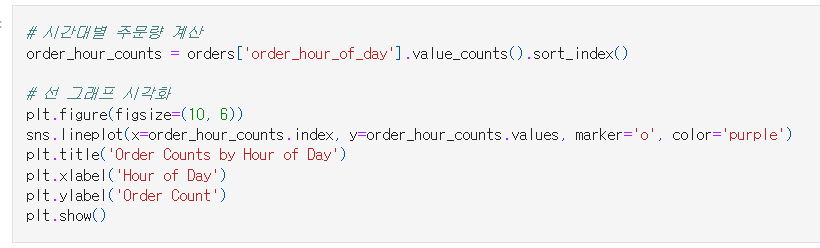 # 시간대별 주문량 계산
order_hour_counts = orders['order_hour_of_day'].value_counts().sort_index()
# 선 그래프 시각화
plt.figure(figsize=(10, 6))
sns.lineplot(x=order_hour_counts.index, y=order_hour_counts.values, marker='o', color='purple')
plt.title('Order Counts by Hour of Day')
plt.xlabel('Hour of Day')
plt.ylabel('Order Count')
plt.show()